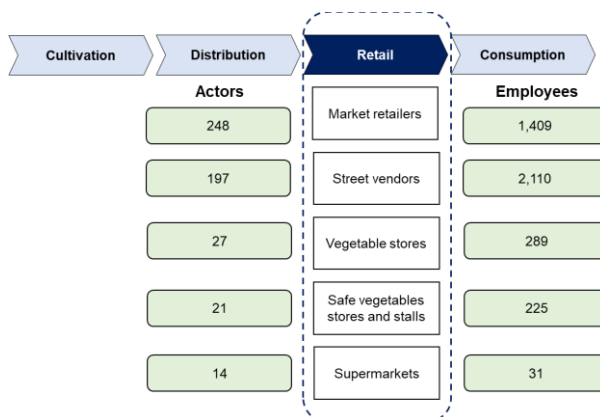 Cultivation
Distribution
Retail
Consumption
Actors
Employees
248
Market retailers
1,409
197
Street vendors
2,110
27
Vegetable stores
289
21
Safe vegetables
stores and stalls
225
14
Supermarkets
31